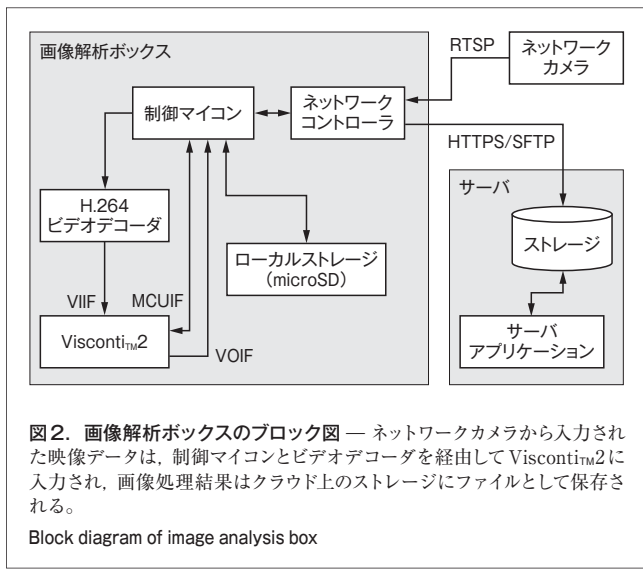 画像解析ボックス
RTSP
ネットワーク
カメラ
制御マイコン
ネットワーク
コントローラ
HTTPS/SFTP
サーバ
H.264
ビデオデコーダ
ストレージ
ローカルストレージ
（microSD）
VIIF
MCUIF
Visconti™2
VOIF
サーバ
アプリケーション
図2．画像解析ボックスのブロック図 — ネットワークカメラから入力され
た映像データは，制御マイコンとビデオデコーダを経由してVisconti™2に
入力され，画像処理結果はクラウド上のストレージにファイルとして保存さ
れる。
Block diagram of image analysis box